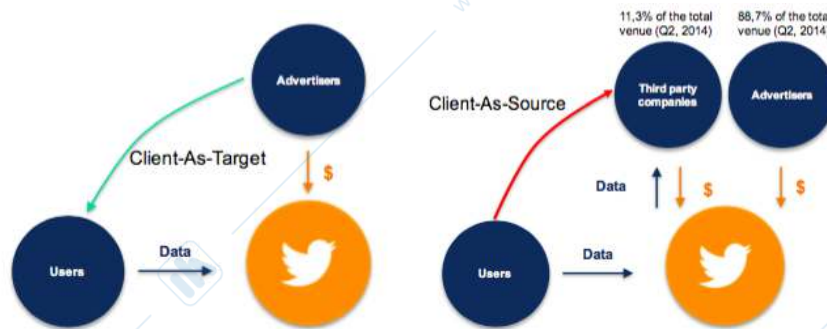 Advertisers
Client-As-Target
$
Data
Users
11,3% of the total
venue (Q2, 2014)
88,7% of the total
venue (Q2, 2014)
Third party
companies
Advertisers
Client-As-Source
Data
$
$
Data
Users